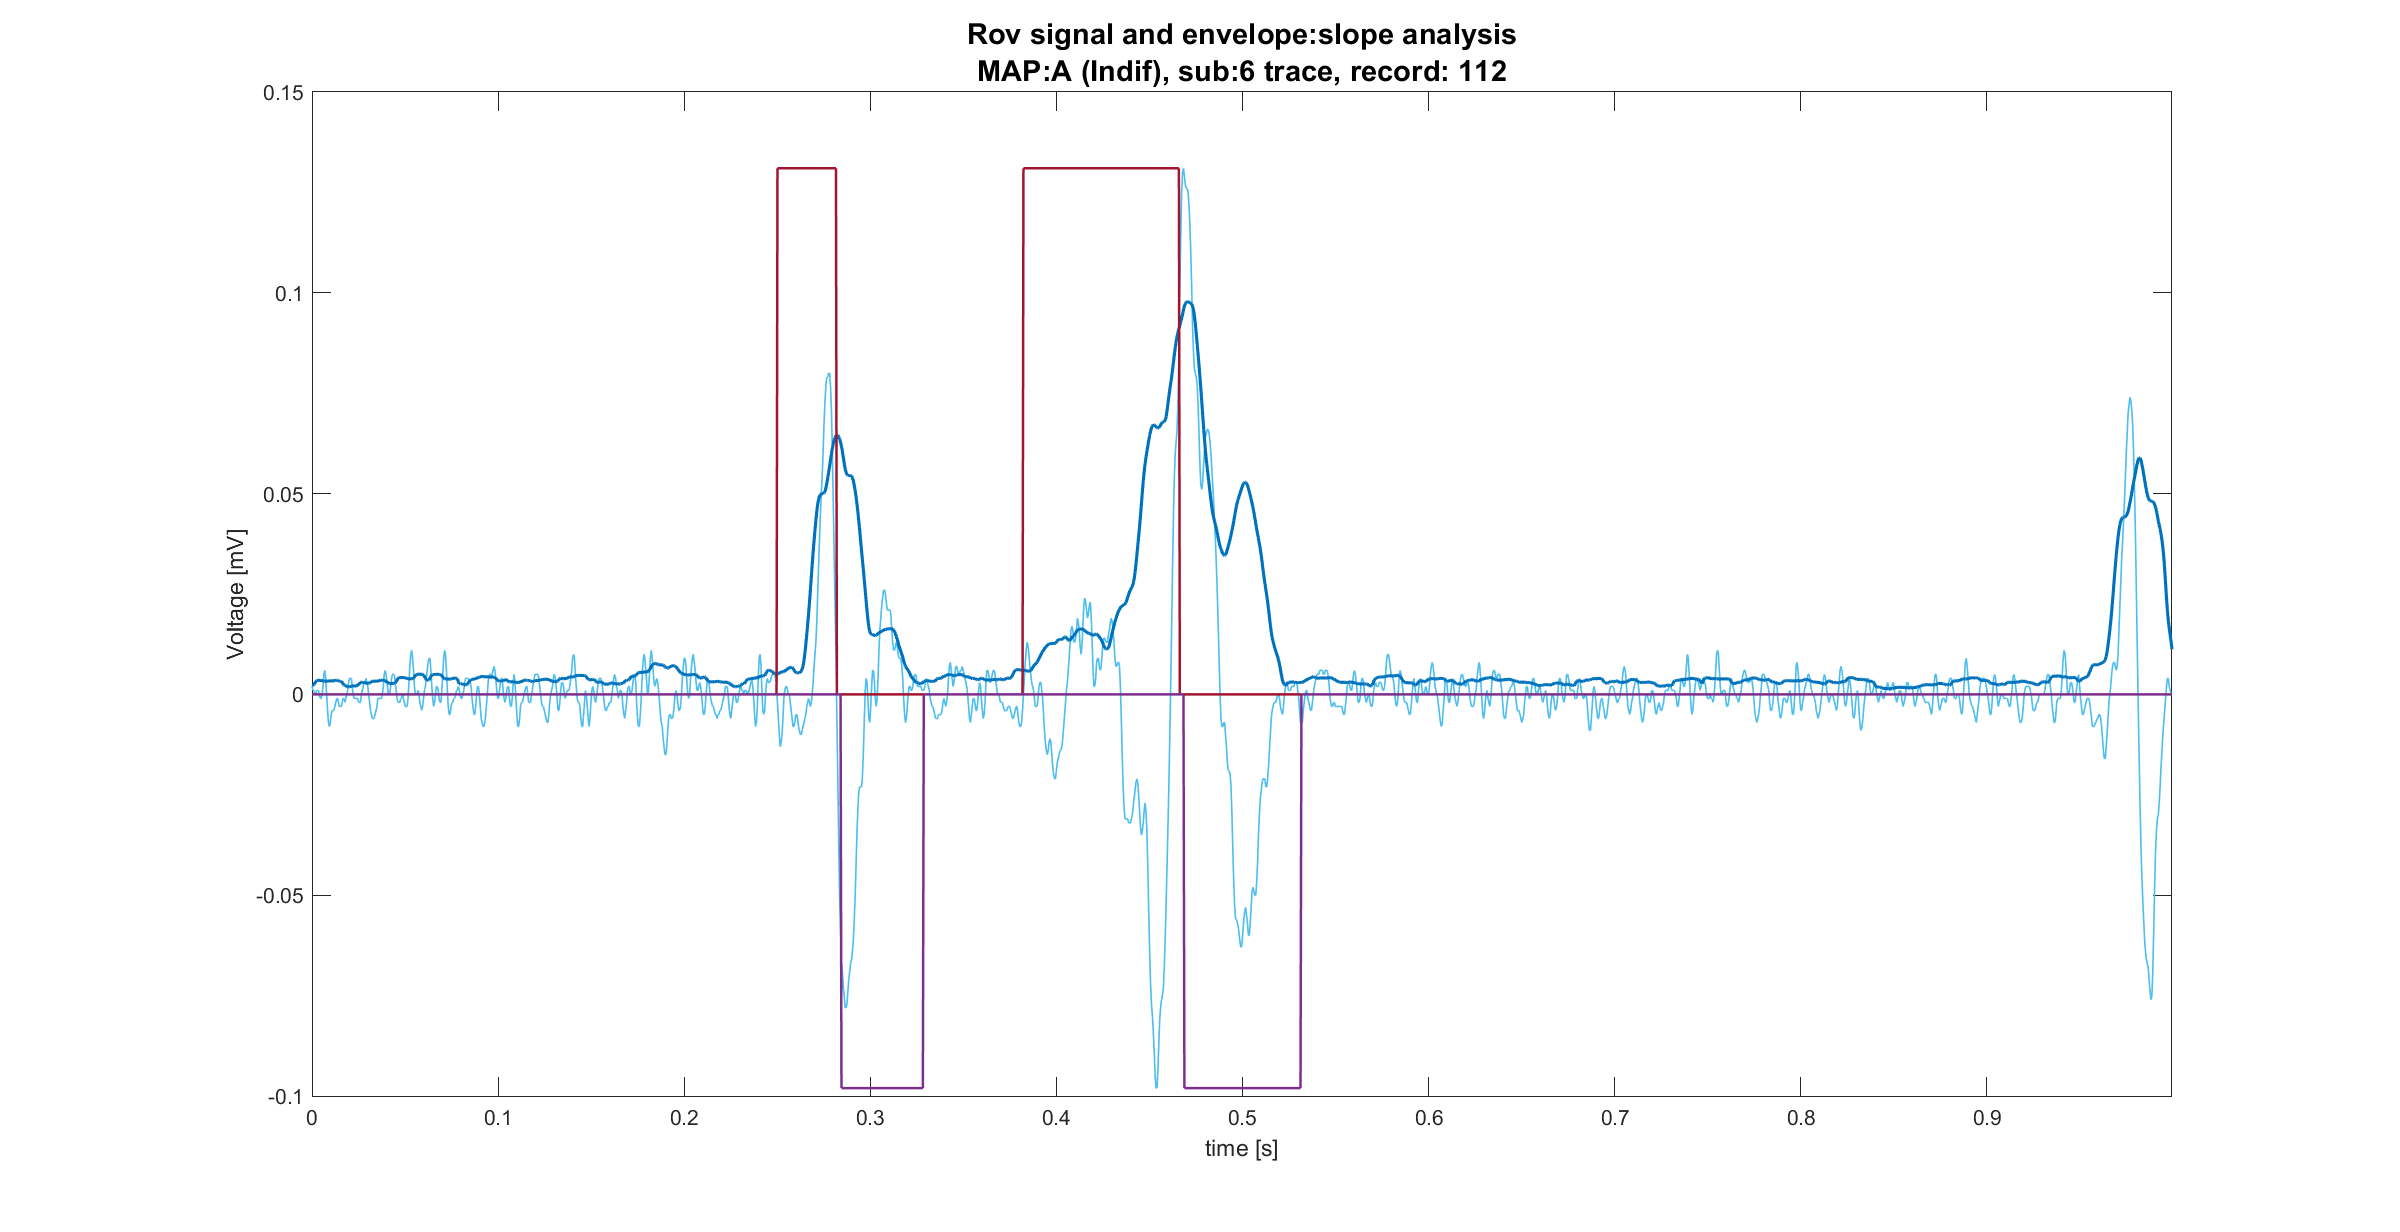 Rov signal and envelope:slope analysis
MAP:A (Indif), sub:6 trace, record: 112
0.15
0.1
0.05
0
-0.05
-0.1
Voltage [mV]
0 0.1 0.2 0.3 0.4 0.5 0.6 0.7 0.8 0.9
time [s]